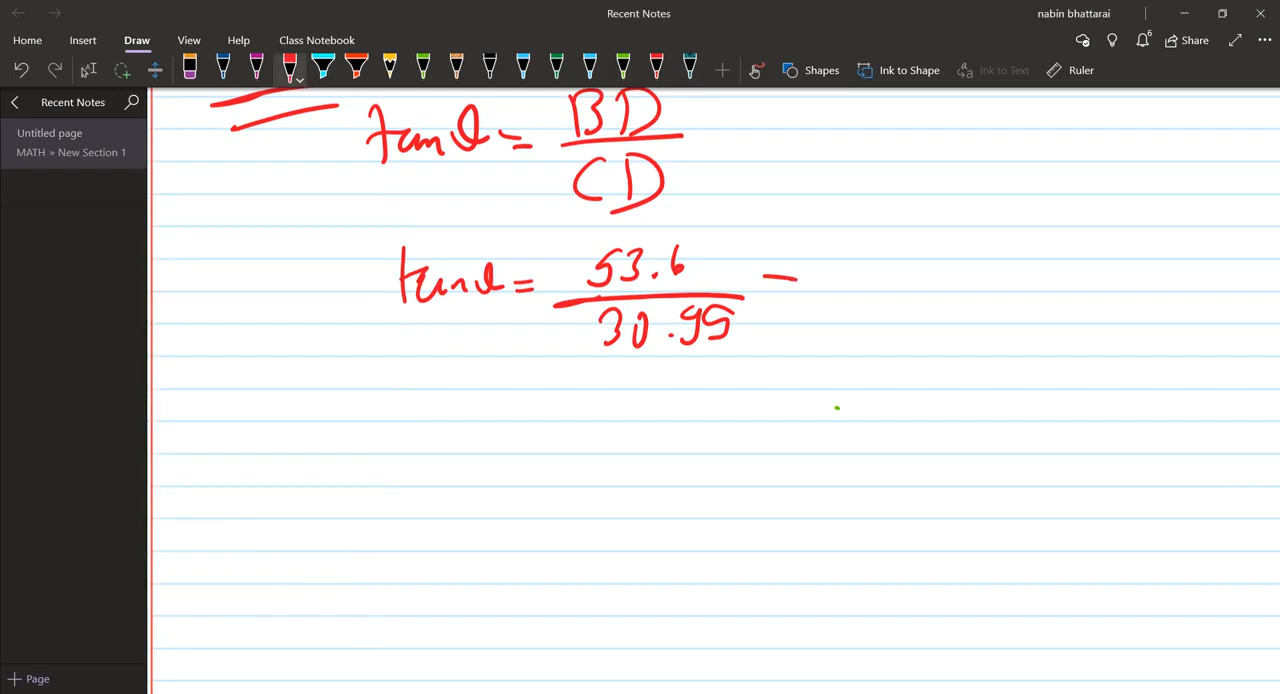 Recent Notes
nabin bhattarai
Home Insert Draw View Help Class Notebook
6
Share
Shapes Ink to Shape Ink to Text Ruler
Recent Notes
Untitled page
MATH » New Section 1
tanθ = BD
CD
tanθ = 53.6 -
30.95
Page